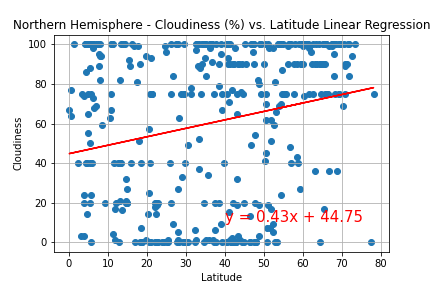 Northern Hemisphere - Cloudiness (%) vs. Latitude Linear Regression
100
80
60
40
20
0
Cloudiness
y = 0.43x + 44.75
0 10 20 30 40 50 60 70 80
Latitude